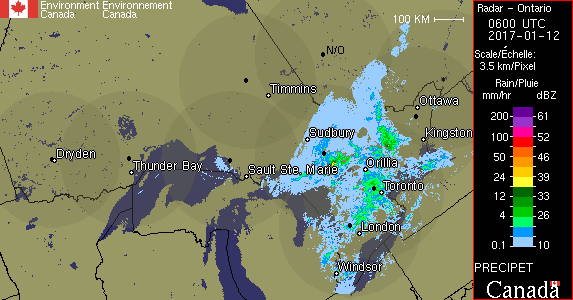 Environment Environnement
Canada Canada
100 KM
N/O
Timmins
Ottawa
Sudbury
Kingston
Dryden
Thunder Bay
Sault Ste. Marie
Orillia
Toronto
London
Windsor
Radar - Ontario
0600 UTC
2017-01-12
Scale/Échelle:
3.5 km/Pixel
Rain/Pluie
mm/hr dBZ
200 61
100 52
50 46
24 39
12 33
4 26
0.1 10
PRECIPET
Canada